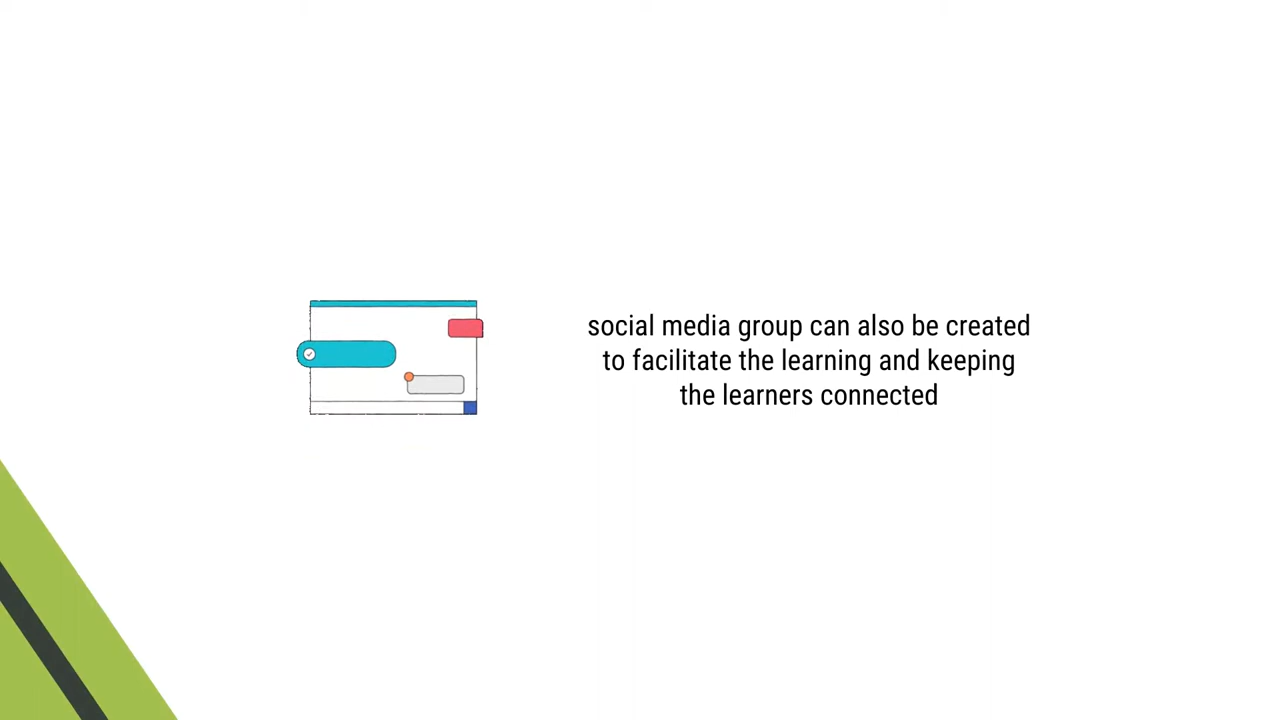 social media group can also be created
to facilitate the learning and keeping
the learners connected